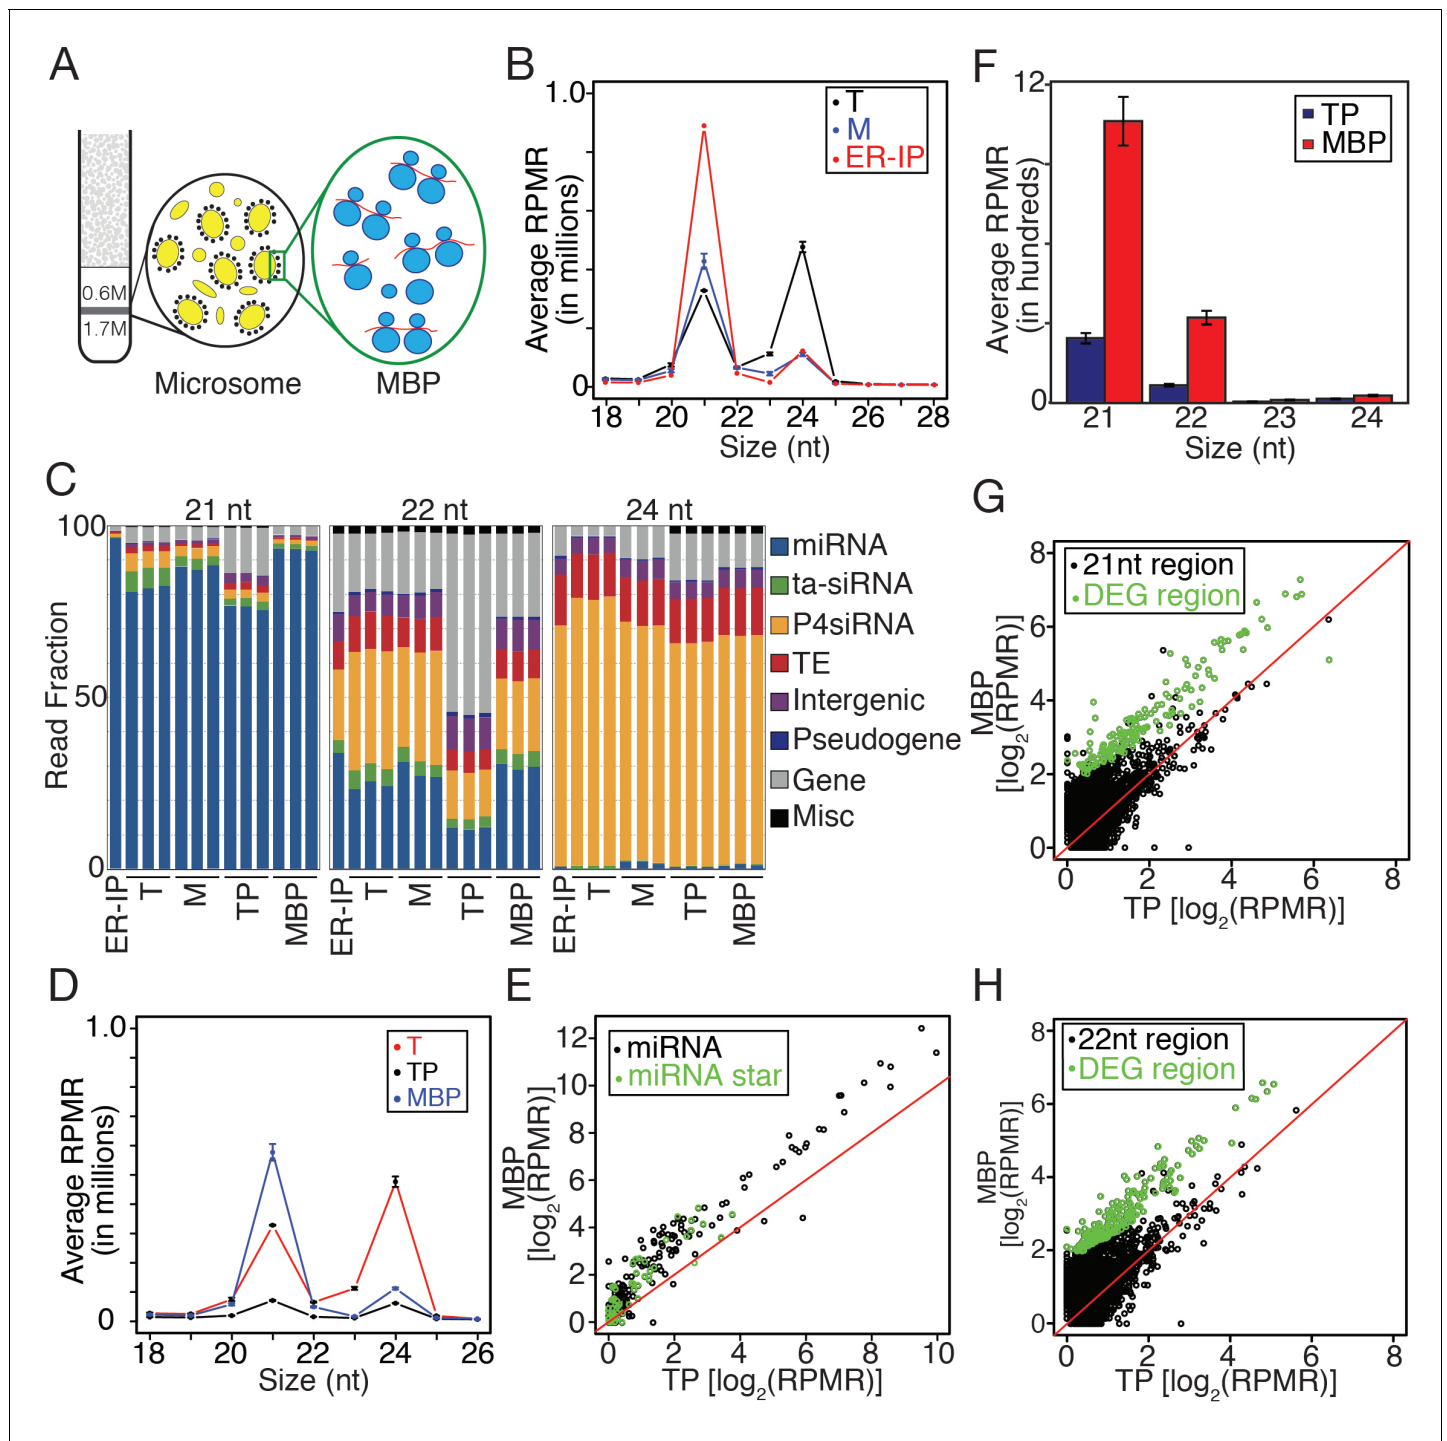 A
0.6M
1.7M
Microsome
MBP
B
Average RPMR
(in millions)
1.0
0
T
M
ER-IP
18 20 22 24 26 28
Size (nt)
F
Average RPMR
(in hundreds)
12
0
TP
MBP
21 22 23 24
Size (nt)
C
21 nt
22 nt
24 nt
Read Fraction
100
50
0
ER-IP T M TP MBP
ER-IP T M TP MBP
ER-IP T M TP MBP
miRNA
ta-siRNA
P4siRNA
TE
Intergenic
Pseudogene
Gene
Misc
G
MBP
[log2(RPMR)]
8
6
4
2
0
21nt region
DEG region
0 2 4 6 8
TP [log2(RPMR)]
D
Average RPMR
(in millions)
1.0
0
T
TP
MBP
18 20 22 24 26
Size (nt)
E
MBP
[log2(RPMR)]
12
10
8
6
4
2
0
miRNA
miRNA star
0 2 4 6 8 10
TP [log2(RPMR)]
H
MBP
[log2(RPMR)]
8
6
4
2
0
22nt region
DEG region
0 2 4 6 8
TP [log2(RPMR)]